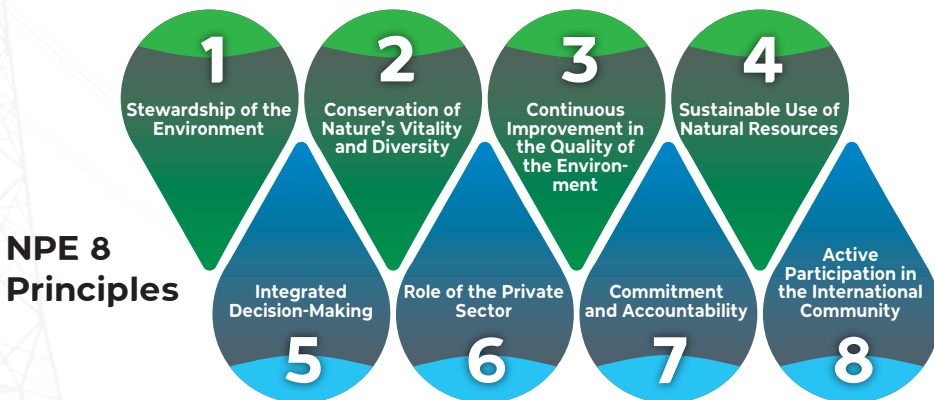 NPE 8
Principles
1
Stewardship of the
Environment
2
Conservation of
Nature's Vitality
and Diversity
3
Continuous
Improvement in
the Quality of
the Environ-
ment
4
Sustainable Use of
Natural Resources
Integrated
Decision-Making
5
Role of the Private
Sector
6
Commitment
and Accountability
7
Active
Participation in
the International
Community
8